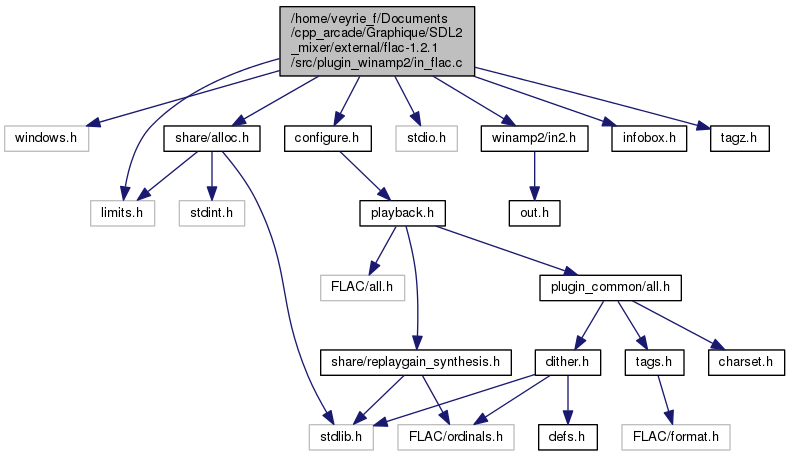 /home/veyrie_f/Documents
/cpp_arcade/Graphique/SDL2
_mixer/external/flac-1.2.1
/src/plugin_winamp2/in_flac.c
windows.h
share/alloc.h
configure.h
stdio.h
winamp2/in2.h
infobox.h
tagz.h
limits.h
stdint.h
playback.h
out.h
FLAC/all.h
plugin_common/all.h
share/replaygain_synthesis.h
dither.h
tags.h
charset.h
stdlib.h
FLAC/ordinals.h
defs.h
FLAC/format.h